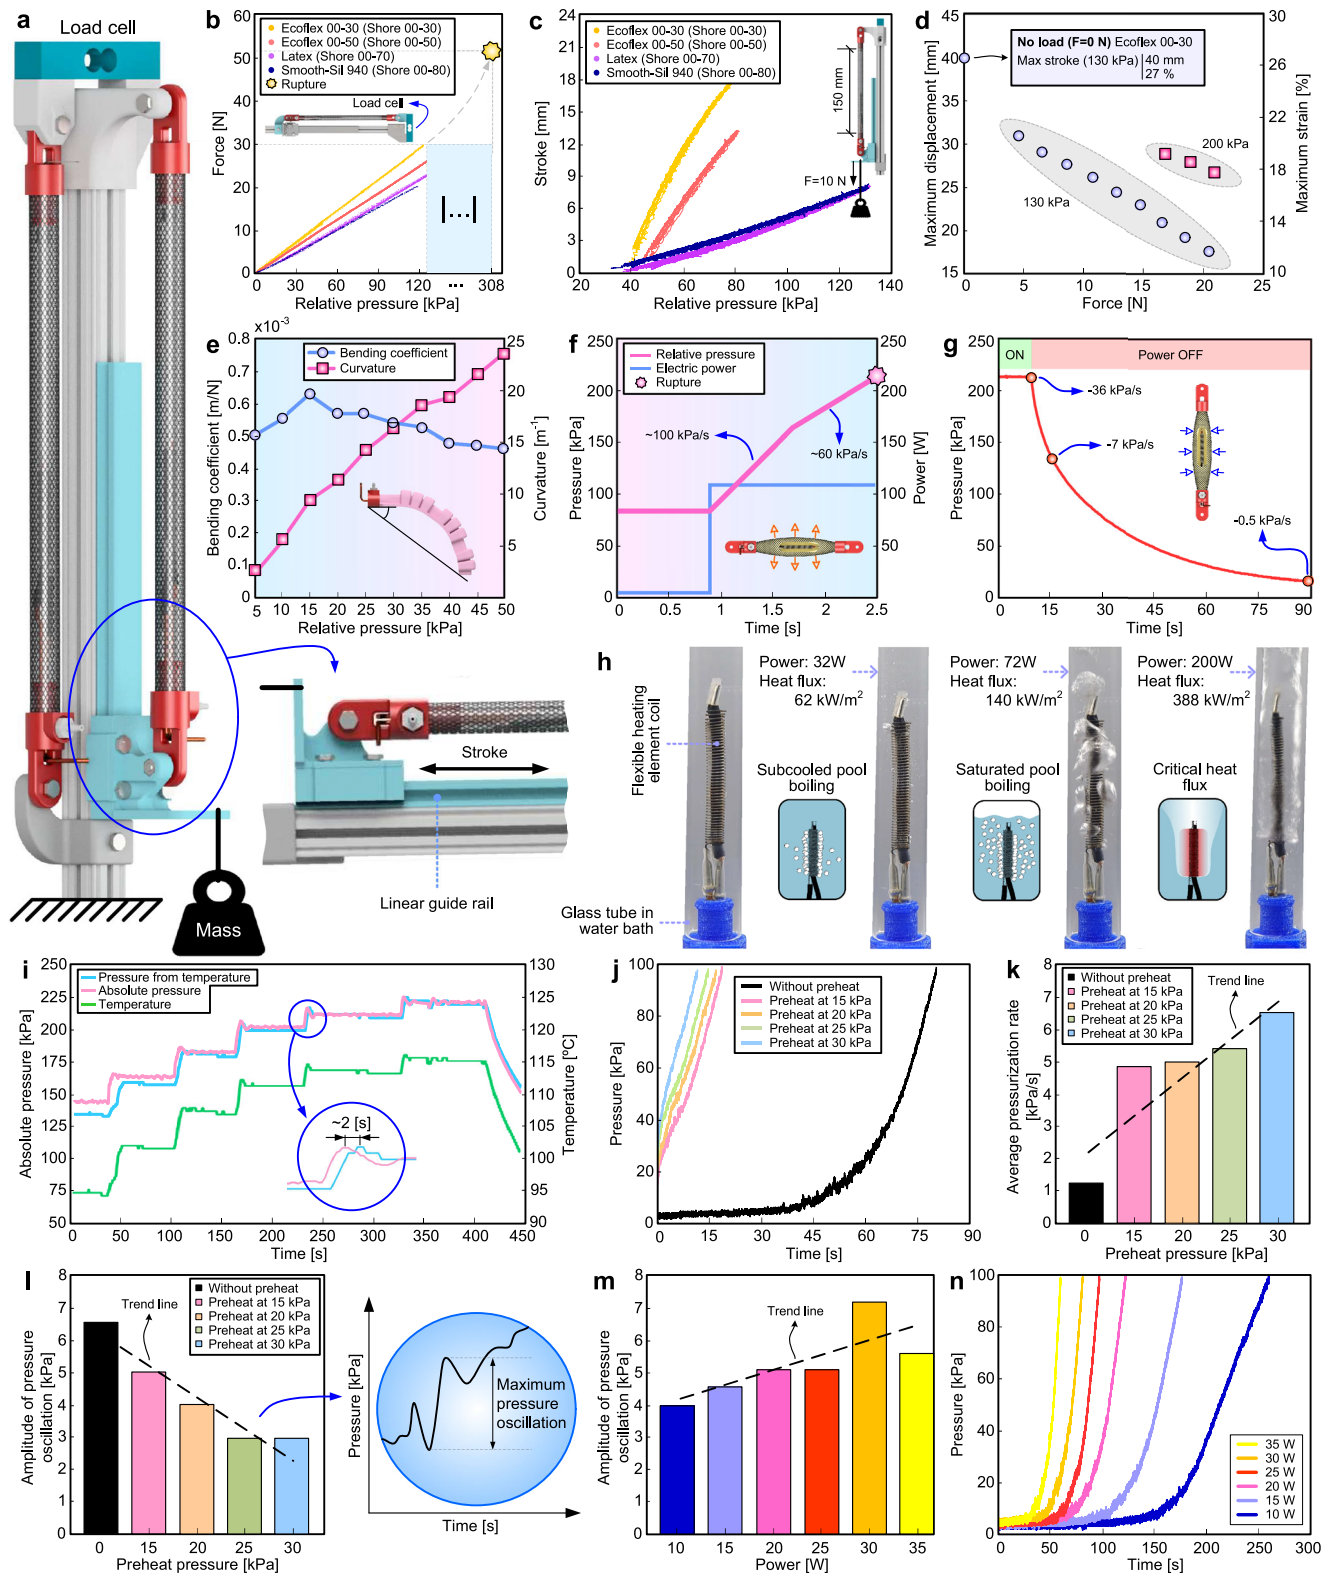 a
Load cell
Mass
Stroke
Linear guide rail
b
Force [N]
60
50
40
30
20
10
0
Ecoflex 00-30 (Shore 00-30)
Ecoflex 00-50 (Shore 00-50)
Latex (Shore 00-70)
Smooth-Sil 940 (Shore 00-80)
Rupture
Load cell
|...|
0 30 60 90 120 ... 308
Relative pressure [kPa]
c
Stroke [mm]
24
21
18
15
12
9
6
3
0
Ecoflex 00-30 (Shore 00-30)
Ecoflex 00-50 (Shore 00-50)
Latex (Shore 00-70)
Smooth-Sil 940 (Shore 00-80)
150 mm
F=10 N
20 40 60 80 100 120 140
Relative pressure [kPa]
d
Maximum displacement [mm]
45
40
35
30
25
20
15
No load (F=0 N) Ecoflex 00-30
Max stroke (130 kPa) 40 mm
27 %
200 kPa
130 kPa
30
26
22
18
14
10
Maximum strain [%]
0 5 10 15 20 25
Force [N]
e
x10-3
Bending coefficient [m/N]
0.8
0.7
0.6
0.5
0.4
0.3
0.2
0.1
Bending coefficient
Curvature
25
20
15
10
5
Curvature [m-1]
5 10 15 20 25 30 35 40 45 50
Relative pressure [kPa]
f
Pressure [kPa]
250
200
150
100
50
0
Relative pressure
Electric power
Rupture
~100 kPa/s
~60 kPa/s
250
200
150
100
50
Power [W]
0 0.5 1 1.5 2 2.5
Time [s]
g
Pressure [kPa]
250
200
150
100
50
0
ON
Power OFF
-36 kPa/s
-7 kPa/s
-0.5 kPa/s
0 15 30 45 60 75 90
Time [s]
h
Flexible heating
element coil
Glass tube in
water bath
Power: 32W
Heat flux:
62 kW/m2
Subcooled pool
boiling
Power: 72W
Heat flux:
140 kW/m2
Saturated pool
boiling
Power: 200W
Heat flux:
388 kW/m2
Critical heat
flux
i
Absolute pressure [kPa]
250
225
200
175
150
125
100
75
50
Pressure from temperature
Absolute pressure
Temperature
~2 [s]
130
125
120
115
110
105
100
95
90
Temperature [ºC]
0 50 100 150 200 250 300 350 400 450
Time [s]
j
Pressure [kPa]
100
80
60
40
20
0
Without preheat
Preheat at 15 kPa
Preheat at 20 kPa
Preheat at 25 kPa
Preheat at 30 kPa
0 15 30 45 60 75 90
Time [s]
k
Average pressurization rate
[kPa/s]
8
7
6
5
4
3
2
1
0
Without preheat
Preheat at 15 kPa
Preheat at 20 kPa
Preheat at 25 kPa
Preheat at 30 kPa
Trend line
0 15 20 25 30
Preheat pressure [kPa]
l
Amplitude of pressure
oscillation [kPa]
8
7
6
5
4
3
2
1
0
Without preheat
Preheat at 15 kPa
Preheat at 20 kPa
Preheat at 25 kPa
Preheat at 30 kPa
Trend line
0 15 20 25 30
Preheat pressure [kPa]
Pressure [kPa]
Maximum
pressure
oscillation
Time [s]
m
Amplitude of pressure
oscillation [kPa]
8
7
6
5
4
3
2
1
0
Trend line
10 15 20 25 30 35
Power [W]
n
Pressure [kPa]
100
80
60
40
20
0
35 W
30 W
25 W
20 W
15 W
10 W
0 50 100 150 200 250 300
Time [s]